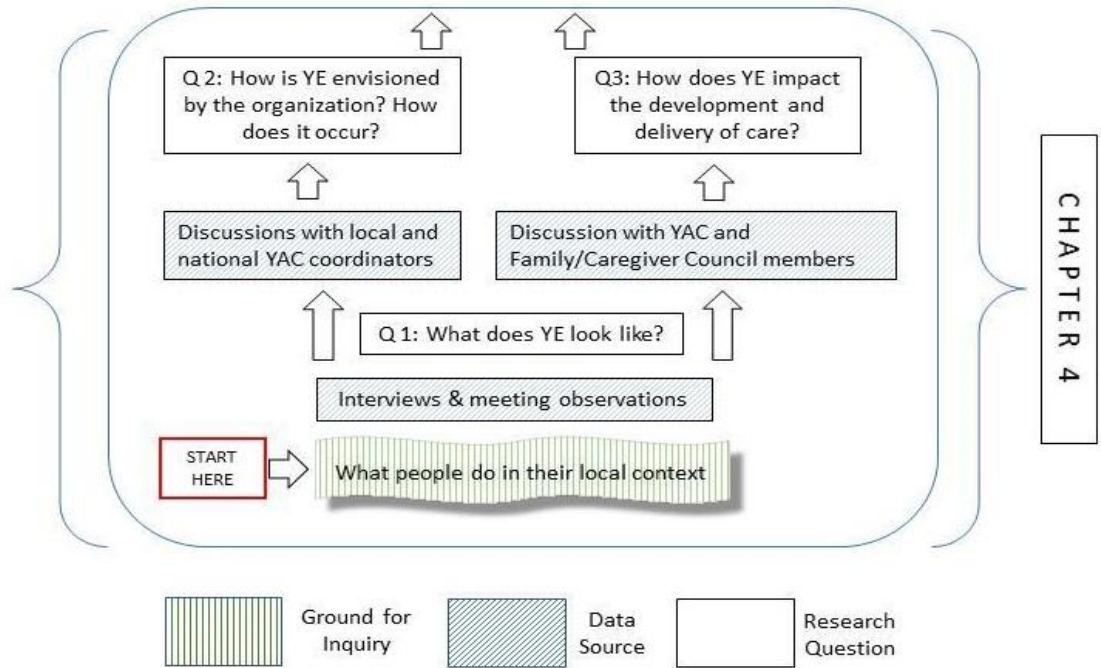 Q 2: How is YE envisioned
by the organization? How
does it occur?
Q3: How does YE impact
the development and
delivery of care?
Discussions with local and
national YAC coordinators
Discussion with YAC and
Family/Caregiver Council members
Q 1: What does YE look like?
Interviews & meeting observations
START
HERE
What people do in their local context
CHAPTER 4
Ground for
Inquiry
Data
Source
Research
Question